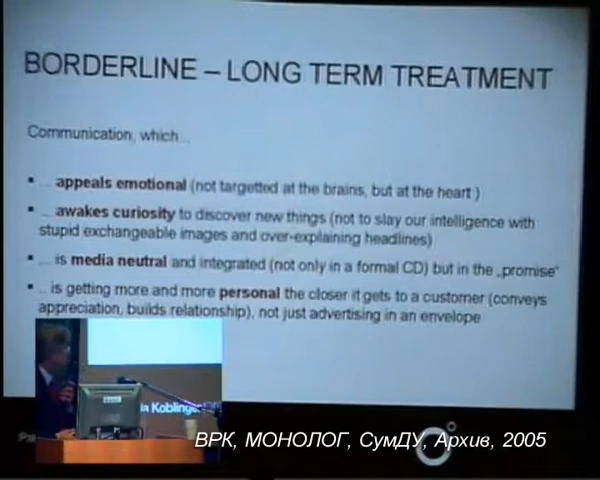 BORDERLINE – LONG TERM TREATMENT
Communication, which...
▪ ... appeals emotional (not targetted at the brains, but at the heart )
▪ ... awakes curiosity to discover new things (not to slay our intelligence with
stupid exchangeable images and over-explaining headlines)
▪ ... is media neutral and integrated (not only in a formal CD) but in the „promise“
▪ ... is getting more and more personal the closer it gets to a customer (conveys
appreciation, builds relationship), not just advertising in an envelope
Koblinger
ВРК, МОНОЛОГ, СумДУ, Архив, 2005